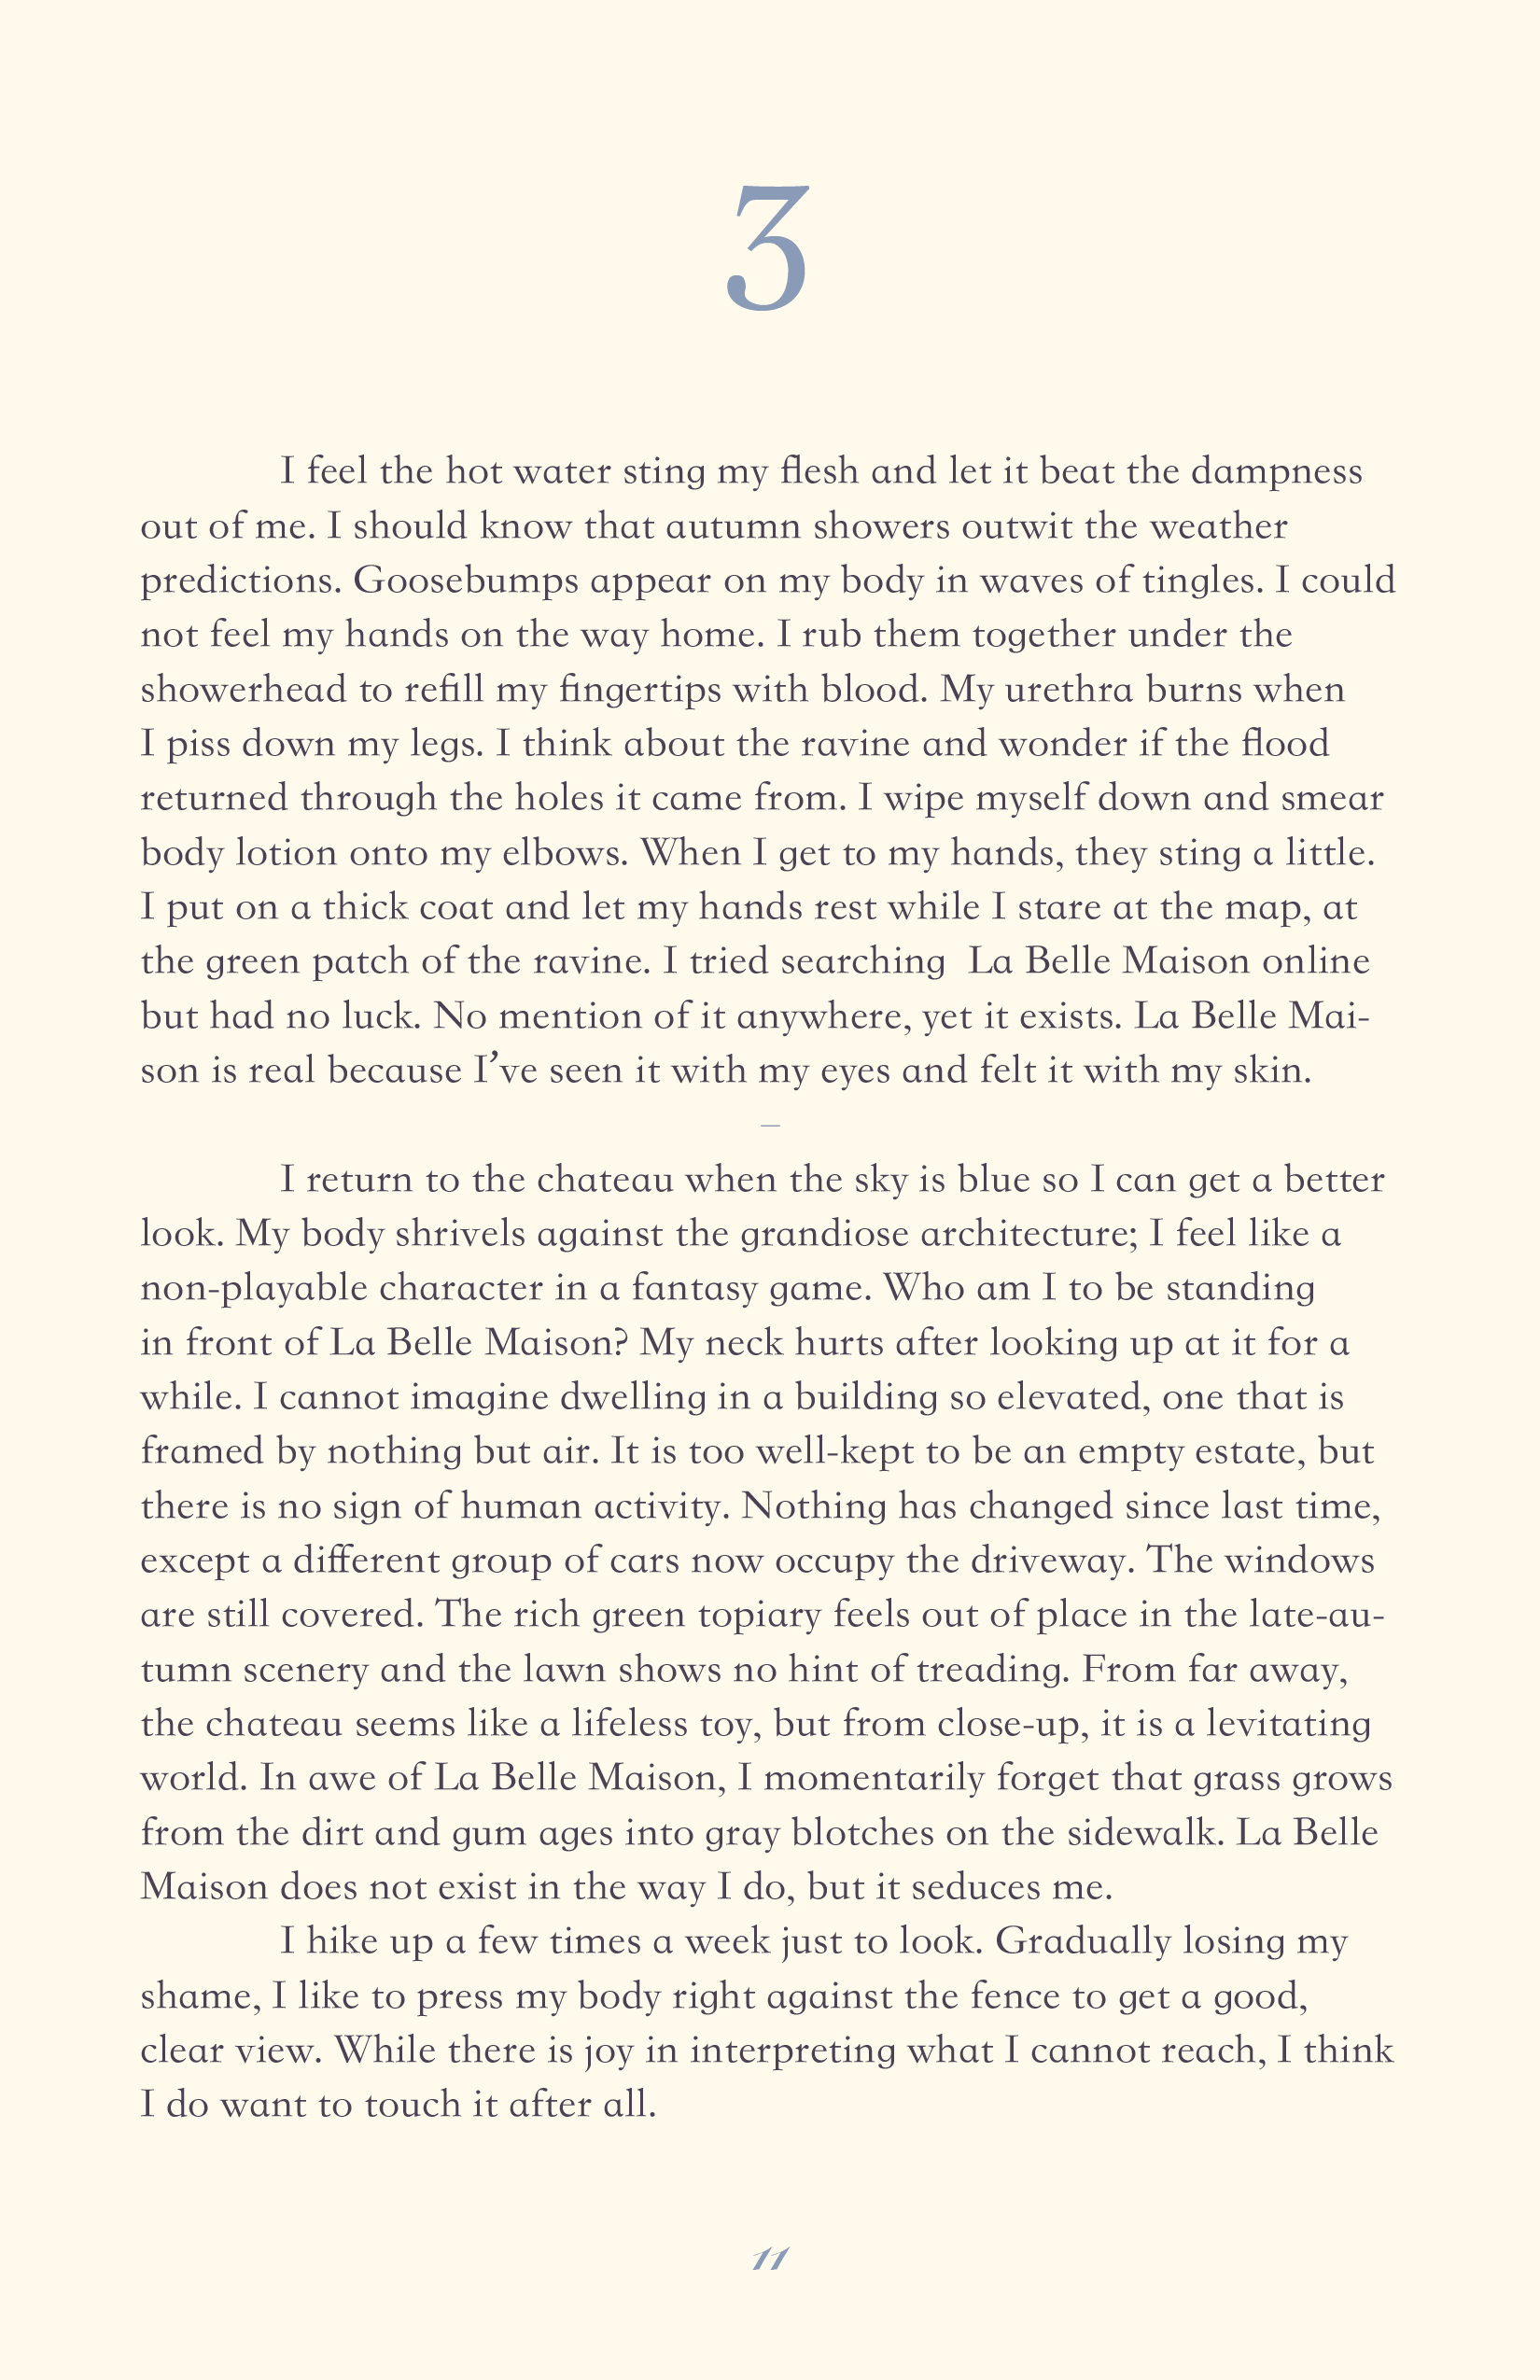 3
I feel the hot water sting my flesh and let it beat the dampness
out of me. I should know that autumn showers outwit the weather
predictions. Goosebumps appear on my body in waves of tingles. I could
not feel my hands on the way home. I rub them together under the
showerhead to refill my fingertips with blood. My urethra burns when
I piss down my legs. I think about the ravine and wonder if the flood
returned through the holes it came from. I wipe myself down and smear
body lotion onto my elbows. When I get to my hands, they sting a little.
I put on a thick coat and let my hands rest while I stare at the map, at
the green patch of the ravine. I tried searching  La Belle Maison online
but had no luck. No mention of it anywhere, yet it exists. La Belle Mai-
son is real because I’ve seen it with my eyes and felt it with my skin.
–
I return to the chateau when the sky is blue so I can get a better
look. My body shrivels against the grandiose architecture; I feel like a
non-playable character in a fantasy game. Who am I to be standing
in front of La Belle Maison? My neck hurts after looking up at it for a
while. I cannot imagine dwelling in a building so elevated, one that is
framed by nothing but air. It is too well-kept to be an empty estate, but
there is no sign of human activity. Nothing has changed since last time,
except a different group of cars now occupy the driveway. The windows
are still covered. The rich green topiary feels out of place in the late-au-
tumn scenery and the lawn shows no hint of treading. From far away,
the chateau seems like a lifeless toy, but from close-up, it is a levitating
world. In awe of La Belle Maison, I momentarily forget that grass grows
from the dirt and gum ages into gray blotches on the sidewalk. La Belle
Maison does not exist in the way I do, but it seduces me.
I hike up a few times a week just to look. Gradually losing my
shame, I like to press my body right against the fence to get a good,
clear view. While there is joy in interpreting what I cannot reach, I think
I do want to touch it after all.
11